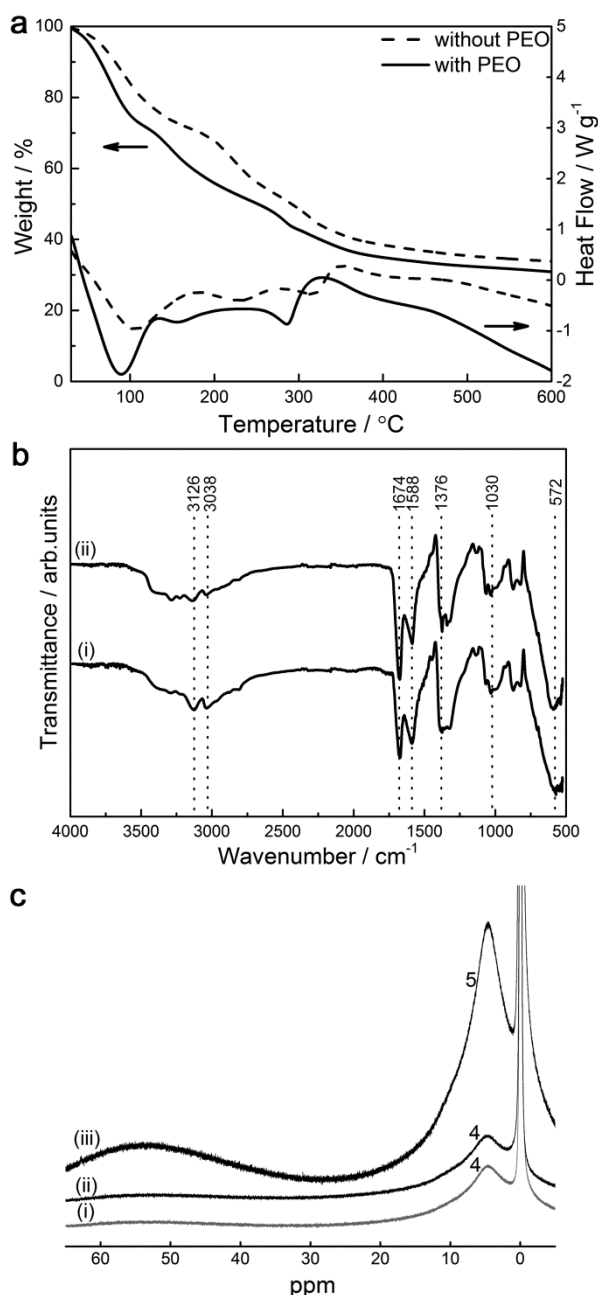 a
without PEO
with PEO
100
80
60
40
20
0
Weight / %
5
4
3
2
1
0
-1
-2
Heat Flow / W g-1
100
200
300
400
500
600
Temperature / °C
b
3126
3038
1674
1588
1376
1030
572
(ii)
(i)
Transmittance / arb.units
4000
3500
3000
2500
2000
1500
1000
500
Wavenumber / cm-1
c
5
4
4
(iii)
(ii)
(i)
60
50
40
30
20
10
0
ppm